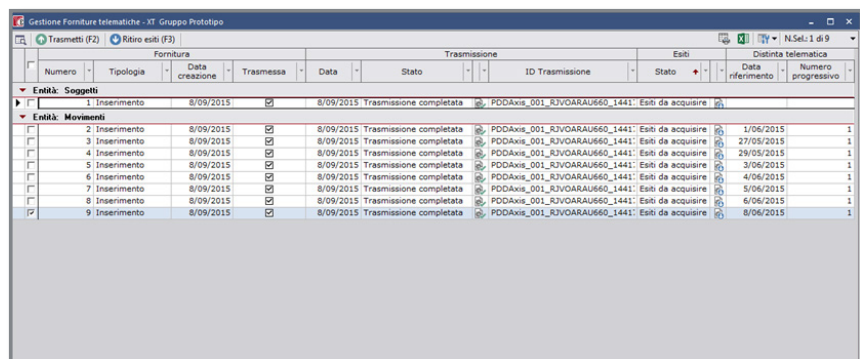 Gestione Forniture telematiche - XT Gruppo Prototipo
Trasmetti (F2) Ritiro esiti (F3) N.Sel.: 1 di 9
Fornitura Trasmissione Esiti Distinta telematica
Numero Tipologia Data creazione Trasmessa Data Stato ID Trasmissione Stato Data riferimento Numero progressivo
Entità: Soggetti
1 Inserimento 8/09/2015 8/09/2015 Trasmissione completata PDDAxis_001_RJVOARAU660_1441 Esiti da acquisire
Entità: Movimenti
2 Inserimento 8/09/2015 8/09/2015 Trasmissione completata PDDAxis_001_RJVOARAU660_1441 Esiti da acquisire 1/06/2015 1
3 Inserimento 8/09/2015 8/09/2015 Trasmissione completata PDDAxis_001_RJVOARAU660_1441 Esiti da acquisire 27/05/2015 1
4 Inserimento 8/09/2015 8/09/2015 Trasmissione completata PDDAxis_001_RJVOARAU660_1441 Esiti da acquisire 29/05/2015 1
5 Inserimento 8/09/2015 8/09/2015 Trasmissione completata PDDAxis_001_RJVOARAU660_1441 Esiti da acquisire 3/06/2015 1
6 Inserimento 8/09/2015 8/09/2015 Trasmissione completata PDDAxis_001_RJVOARAU660_1441 Esiti da acquisire 4/06/2015 1
7 Inserimento 8/09/2015 8/09/2015 Trasmissione completata PDDAxis_001_RJVOARAU660_1441 Esiti da acquisire 5/06/2015 1
8 Inserimento 8/09/2015 8/09/2015 Trasmissione completata PDDAxis_001_RJVOARAU660_1441 Esiti da acquisire 6/06/2015 1
9 Inserimento 8/09/2015 8/09/2015 Trasmissione completata PDDAxis_001_RJVOARAU660_1441 Esiti da acquisire 8/06/2015 1